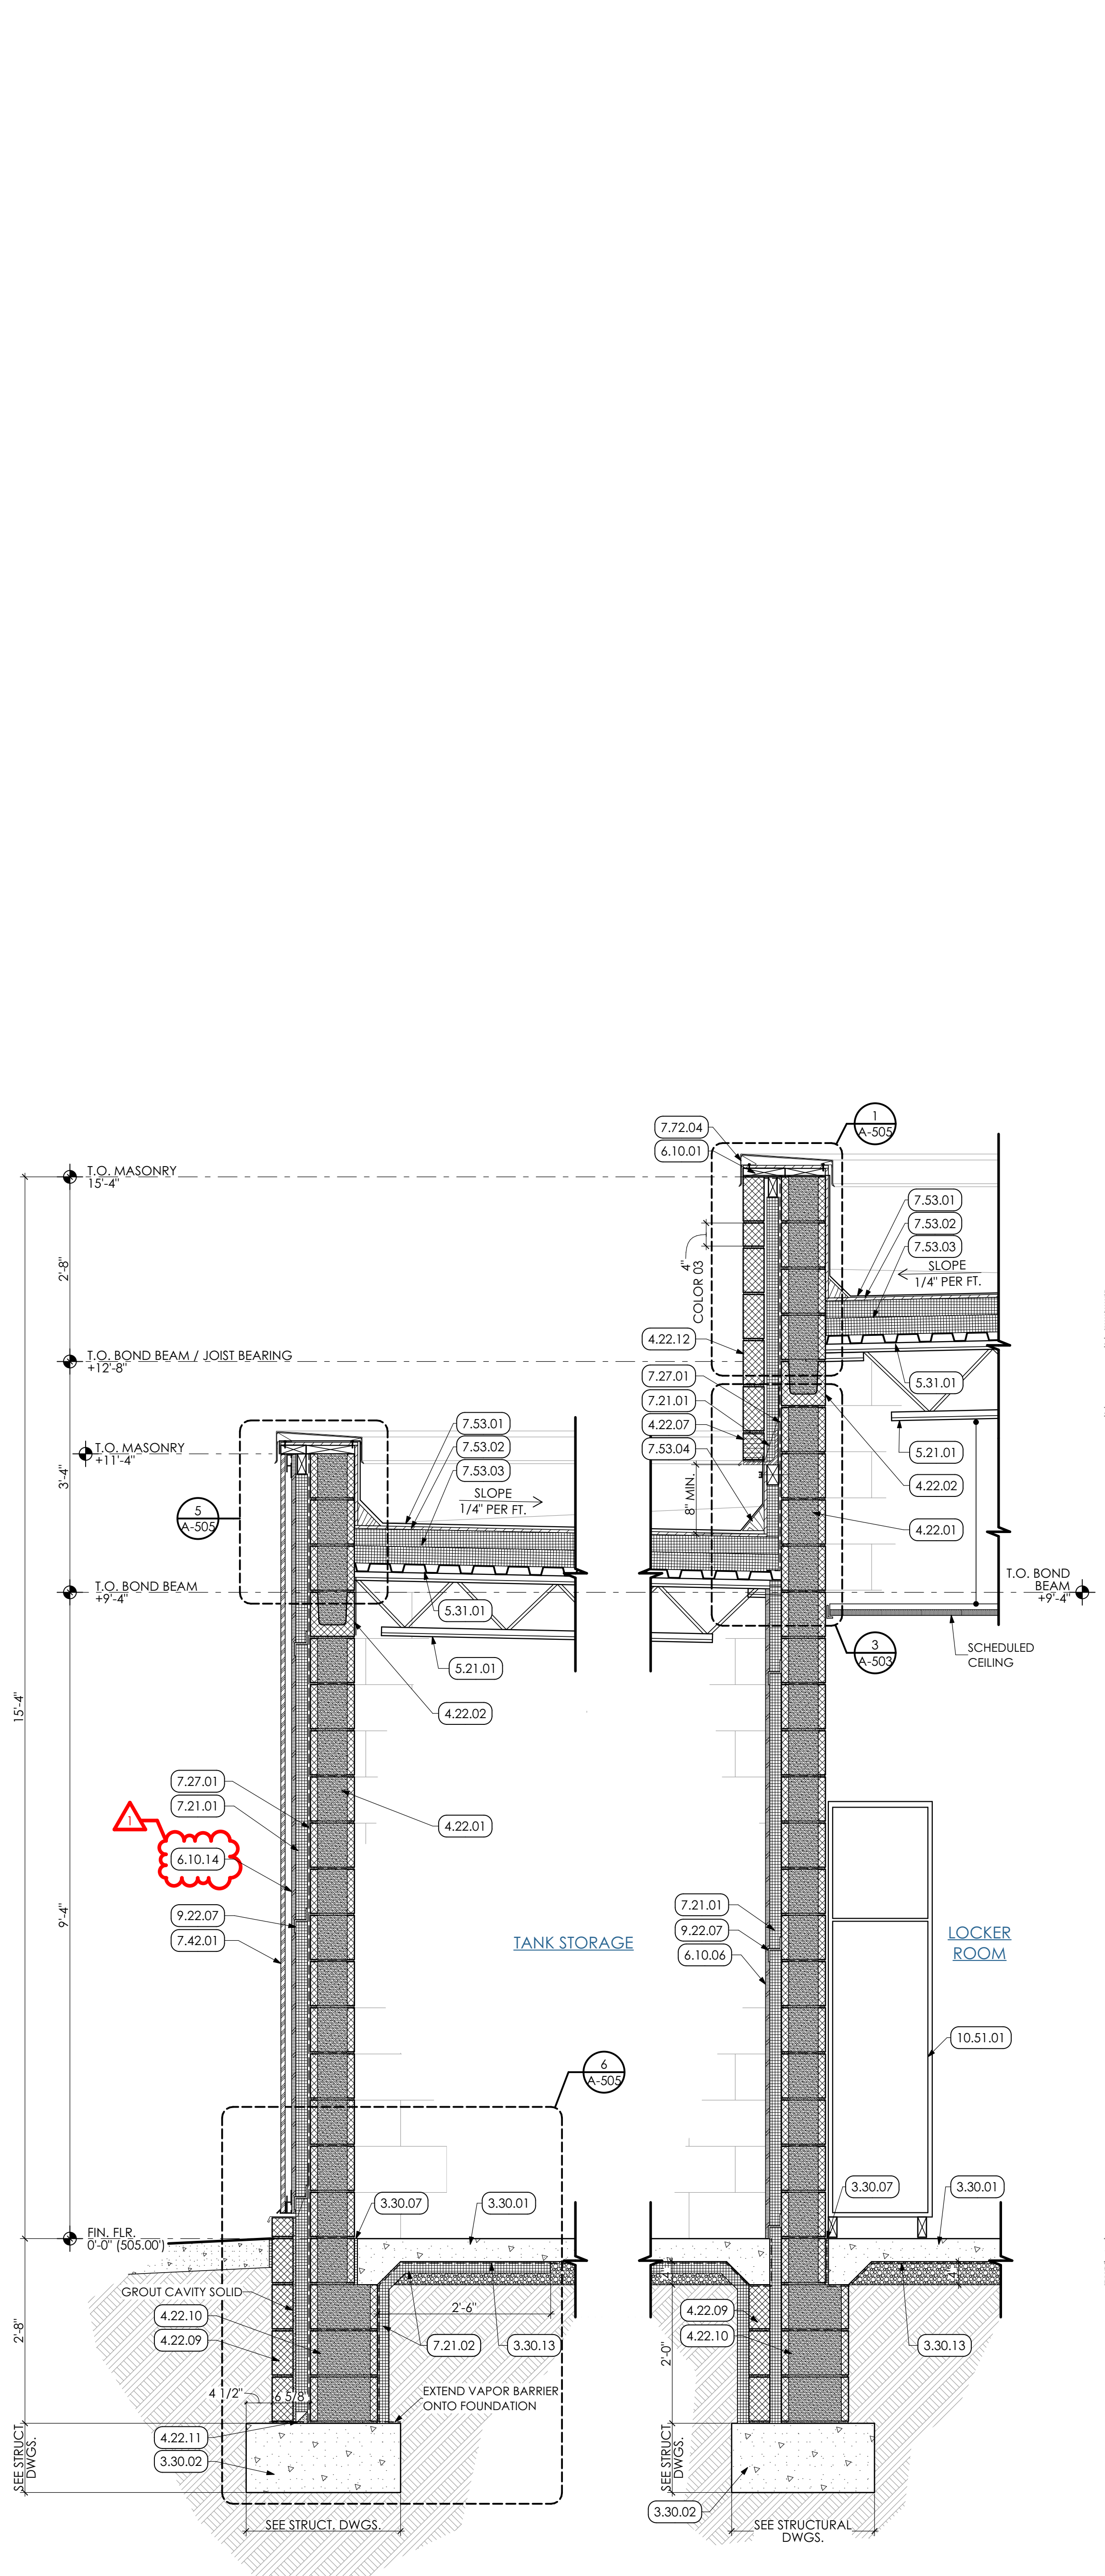 7.72.04
6.10.01
1
A-505
T.O. MASONRY
15'-4"
7.53.01
7.53.02
7.53.03
SLOPE
1/4" PER FT.
2'-8"
4"
COLOR 03
4.22.12
T.O. BOND BEAM / JOIST BEARING
+12'-8"
7.27.01
7.21.01
4.22.07
7.53.04
5.31.01
5.21.01
4.22.02
4.22.01
8" MIN.
T.O. MASONRY
+11'-4"
3'-4"
7.53.01
7.53.02
7.53.03
SLOPE
1/4" PER FT.
5
A-505
T.O. BOND BEAM
+9'-4"
T.O. BOND
BEAM
+9'-4"
5.31.01
5.21.01
4.22.02
3
A-503
SCHEDULED
CEILING
15'-4"
7.27.01
7.21.01
1
6.10.14
4.22.01
9.22.07
7.42.01
9'-4"
TANK STORAGE
7.21.01
9.22.07
6.10.06
LOCKER
ROOM
10.51.01
6
A-505
3.30.07
3.30.01
3.30.07
3.30.01
FIN. FLR.
0'-0" (505.00')
GROUT CAVITY SOLID
4.22.10
4.22.09
2'-6"
7.21.02
3.30.13
4"
4"
4.22.09
4.22.10
3.30.13
2'-8"
2'-0"
4 1/2"
6 5/8"
EXTEND VAPOR BARRIER
ONTO FOUNDATION
4.22.11
3.30.02
SEE STRUCT.
DWGS.
SEE STRUCT.
DWGS.
3.30.02
SEE STRUCT. DWGS.
SEE STRUCTURAL
DWGS.